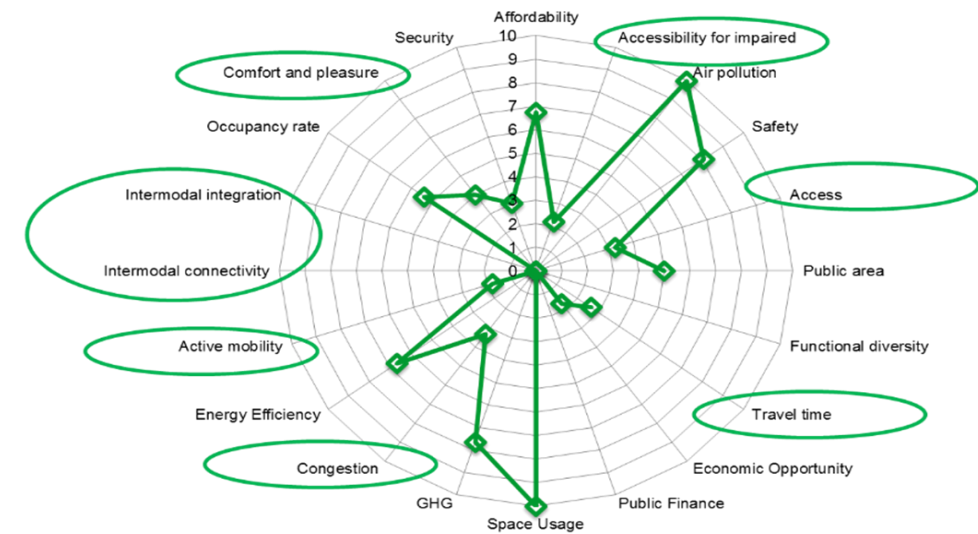 Affordability
Accessibility for impaired
Air pollution
Safety
Access
Public area
Functional diversity
Travel time
Economic Opportunity
Public Finance
Space Usage
GHG
Congestion
Energy Efficiency
Active mobility
Intermodal connectivity
Intermodal integration
Occupancy rate
Comfort and pleasure
Security
10
9
8
7
6
5
4
3
2
1
0